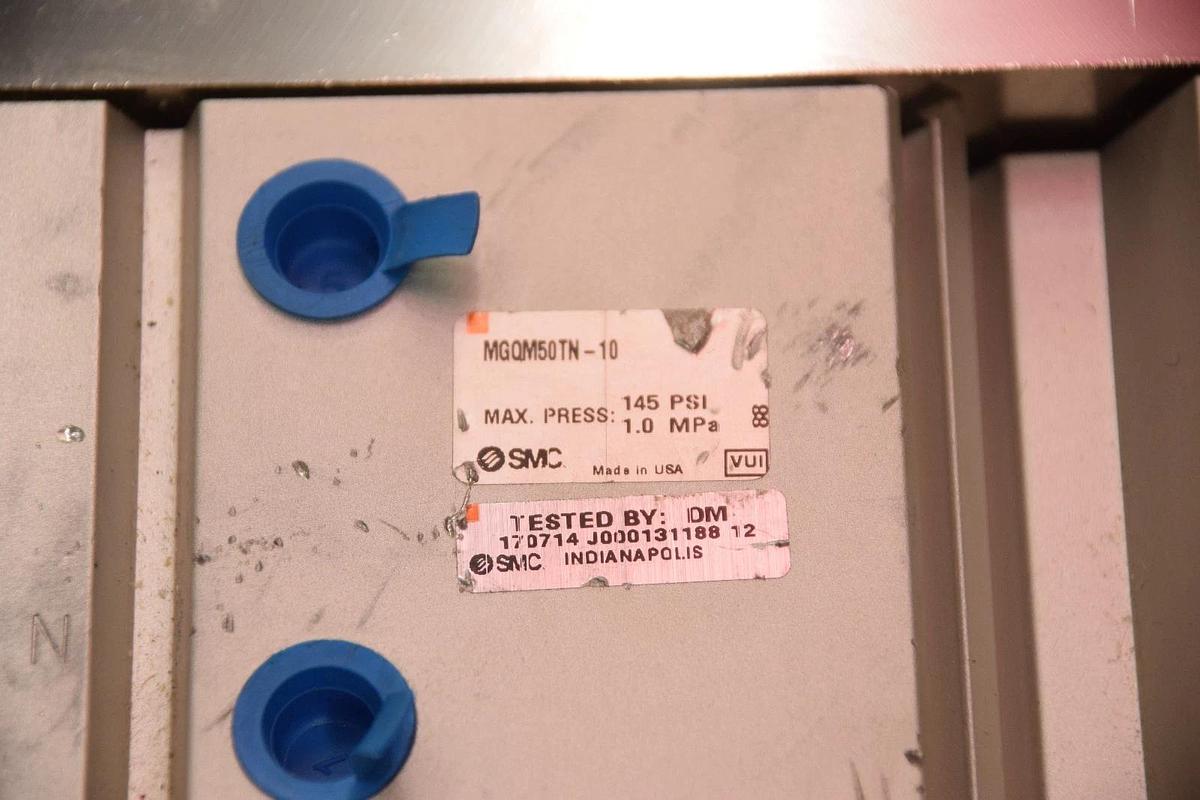 MGQM50TN-10
MAX. PRESS: 145 PSI
1.0 MPa
SMC Made in USA VUI
TESTED BY: DM
170714 J000131188 12
SMC INDIANAPOLIS
N